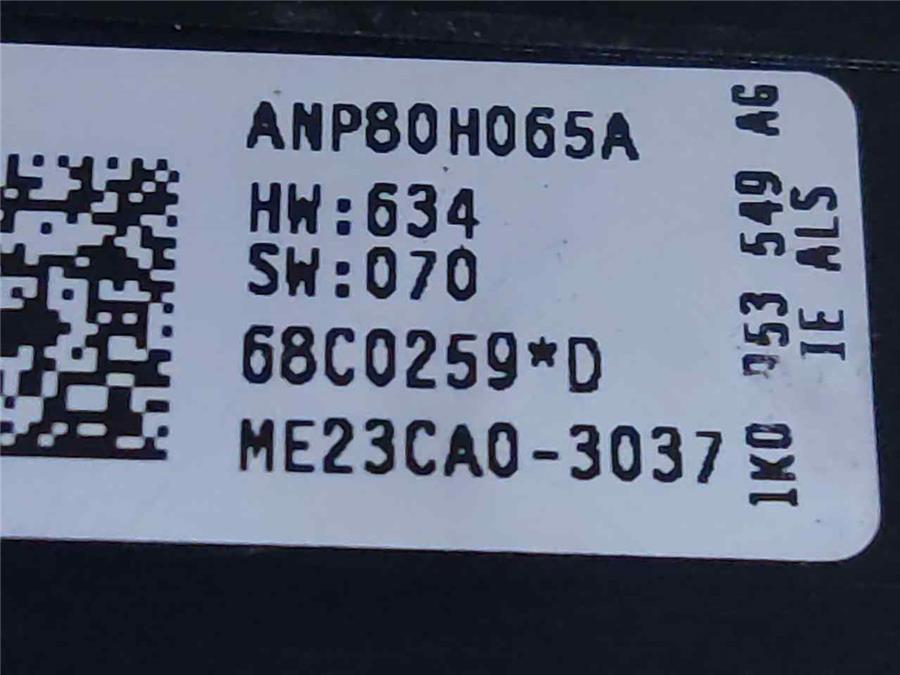 ANP80H065A
HW:634
SW:070
68C0259*D
ME23CA0-3037
1K0 953 549 AG
IE ALS